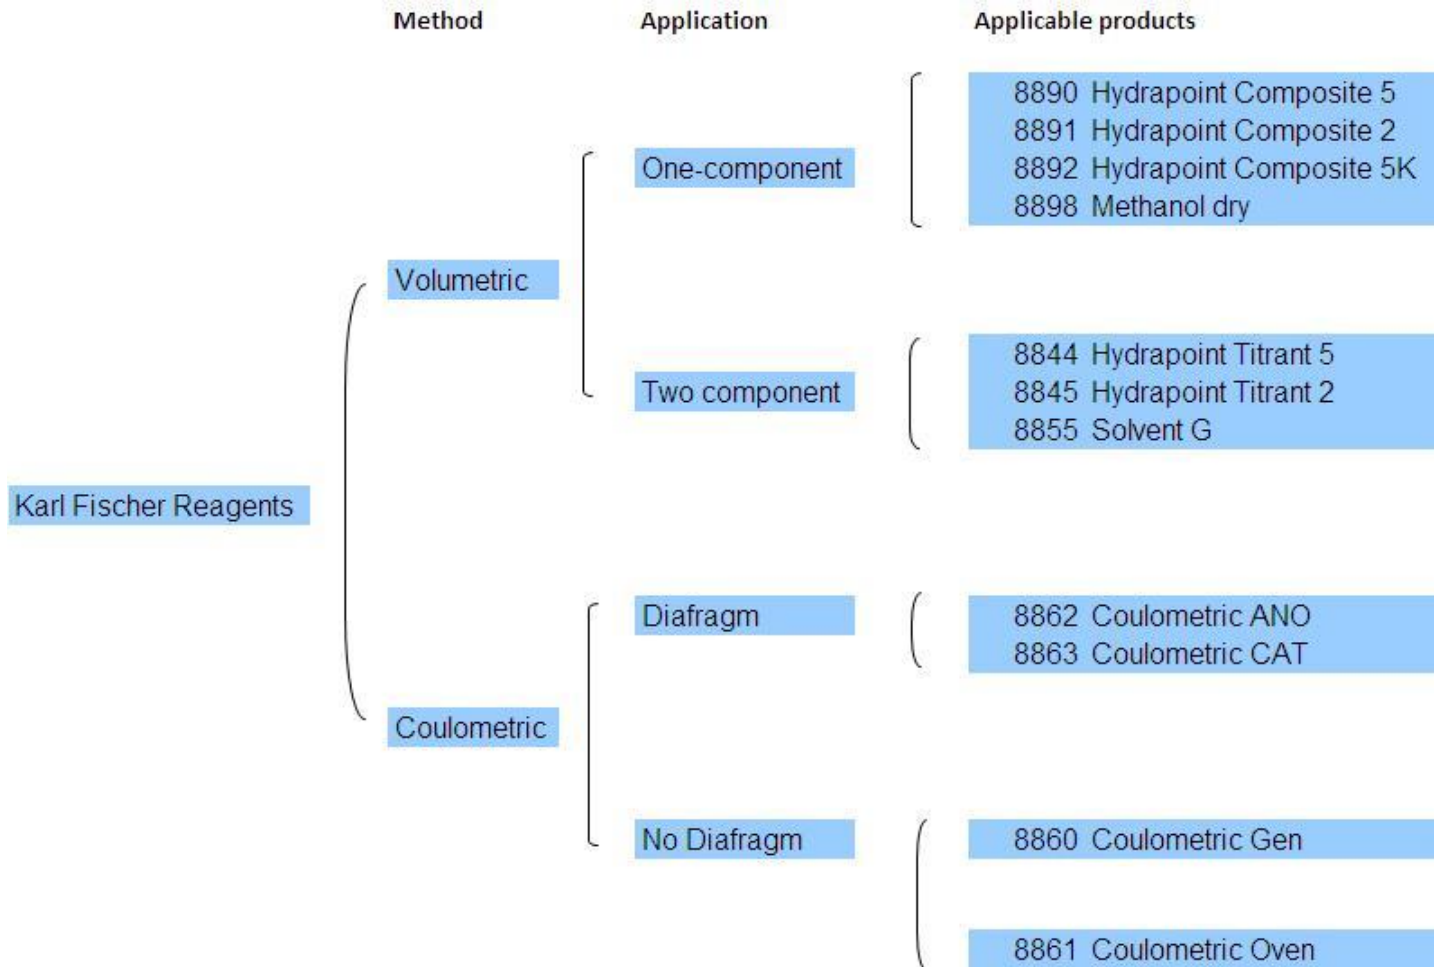 Method Application Applicable products
8890 Hydrapoint Composite 5
8891 Hydrapoint Composite 2
One-component 8892 Hydrapoint Composite 5K
8898 Methanol dry
Volumetric
8844 Hydrapoint Titrant 5
Two component 8845 Hydrapoint Titrant 2
8855 Solvent G
Karl Fischer Reagents
Diafragm 8862 Coulometric ANO
8863 Coulometric CAT
Coulometric
No Diafragm 8860 Coulometric Gen
8861 Coulometric Oven